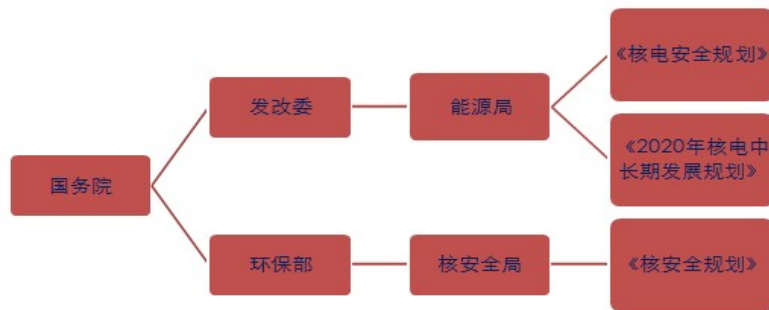 《核电安全规划》
发改委
能源局
《2020年核电中
长期发展规划》
国务院
环保部
核安全局
《核安全规划》